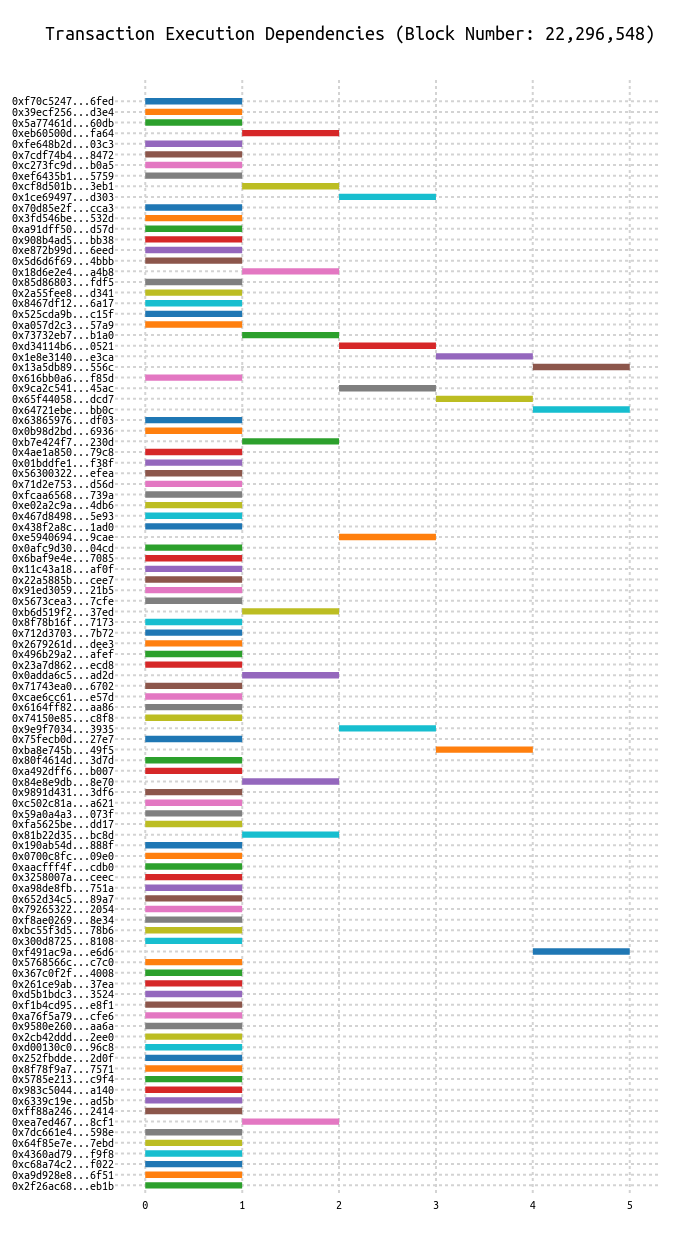 Transaction Execution Dependencies (Block Number: 22,296,548)
0xf70c5247...6fed
0x39ecf256...d3e4
0x5a77461d...60db
0xeb60500d...fa64
0xfe648b2d...03c3
0x7cdf74b4...8472
0xc273fc9d...b0a5
0xef6435b1...5759
0xcf8d501b...3eb1
0x1ce69497...d303
0x70d85e2f...cca3
0x3fd546be...532d
0xa91dff50...d57d
0x908b4ad5...bb38
0xe872b99d...6eed
0x5d6d6f69...4bbb
0x18d6e2e4...a4b8
0x85d86803...fdf5
0x2a55fee8...d341
0x8467df12...6a17
0x525cda9b...c15f
0xa057d2c3...57a9
0x73732eb7...b1a0
0xd34114b6...0521
0x1e8e3140...e3ca
0x13a5db89...556c
0x616bb0a6...f85d
0x9ca2c541...45ac
0x65f44058...dcd7
0x64721ebe...bb0c
0x63865976...df03
0x0b98d2bd...6936
0xb7e424f7...230d
0x4ae1a850...79c8
0x01bddfe1...f38f
0x56300322...efea
0x71d2e753...d56d
0xfcaa6568...739a
0xe02a2c9a...4db6
0x467d8498...5e93
0x438f2a8c...1ad0
0xe5940694...9cae
0x0afc9d30...04cd
0x6baf9e4e...7085
0x11c43a18...af0f
0x22a5885b...cee7
0x91ed3059...21b5
0x5673cea3...7cfe
0xb6d519f2...37ed
0x8f78b16f...7173
0x712d3703...7b72
0x2679261d...dee3
0x496b29a2...afef
0x23a7d862...ecd8
0x0adda6c5...ad2d
0x71743ea0...6702
0xcae6cc61...e57d
0x6164ff82...aa86
0x74150e85...c8f8
0x9e9f7034...3935
0x75fecb0d...27e7
0xba8e745b...49f5
0x80f4614d...3d7d
0xa492dff6...b007
0x84e8e9db...8e70
0x9891d431...3df6
0xc502c81a...a621
0x59a0a4a3...073f
0xfa5625be...dd17
0x81b22d35...bc8d
0x190ab54d...888f
0x0700c8fc...09e0
0xaacfff4f...cdb0
0x3258007a...ceec
0xa98de8fb...751a
0x652d34c5...89a7
0x79265322...2054
0xf8ae0269...8e34
0xbc55f3d5...78b6
0x300d8725...8108
0xf491ac9a...e6d6
0x5768566c...c7c0
0x367c0f2f...4008
0x261ce9ab...37ea
0xd5b1bdc3...3524
0xf1b4cd95...e8f1
0xa76f5a79...cfe6
0x9580e260...aa6a
0x2cb42ddd...2ee0
0xd00130c0...96c8
0x252fbdde...2d0f
0x8f78f9a7...7571
0x5785e213...c9f4
0x983c5044...a140
0x6339c19e...ad5b
0xff88a246...2414
0xea7ed467...8cf1
0x7dc661e4...598e
0x64f85e7e...7ebd
0x4360ad79...f9f8
0xc68a74c2...f022
0xa9d928e8...6f51
0x2f26ac68...eb1b
0 1 2 3 4 5